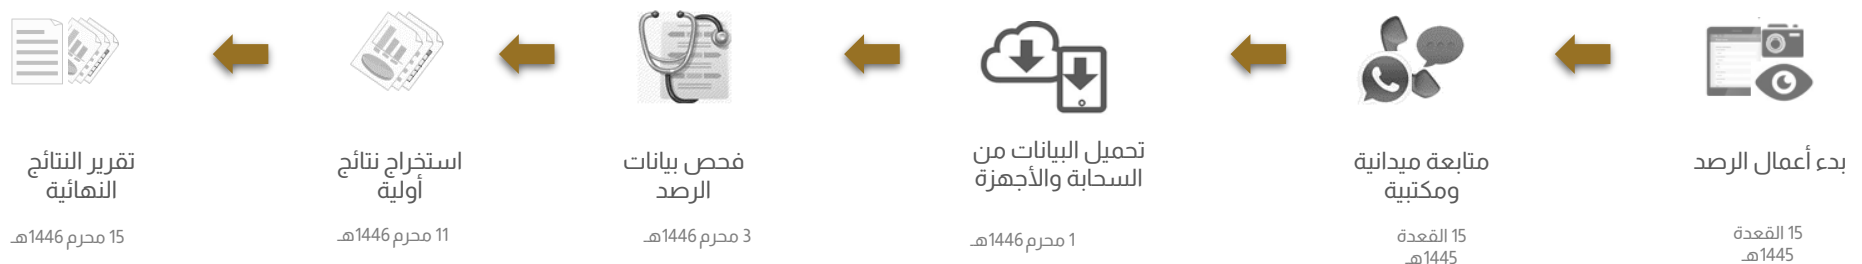 بدء أعمال الرصد
15 القعدة
1445هـ
متابعة ميدانية
ومكتبية
15 القعدة
1445هـ
تحميل البيانات من
السحابة والأجهزة
1 محرم 1446هـ
فحص بيانات
الرصد
3 محرم 1446هـ
استخراج نتائج
أولية
11 محرم 1446هـ
تقرير النتائج
النهائية
15 محرم 1446هـ